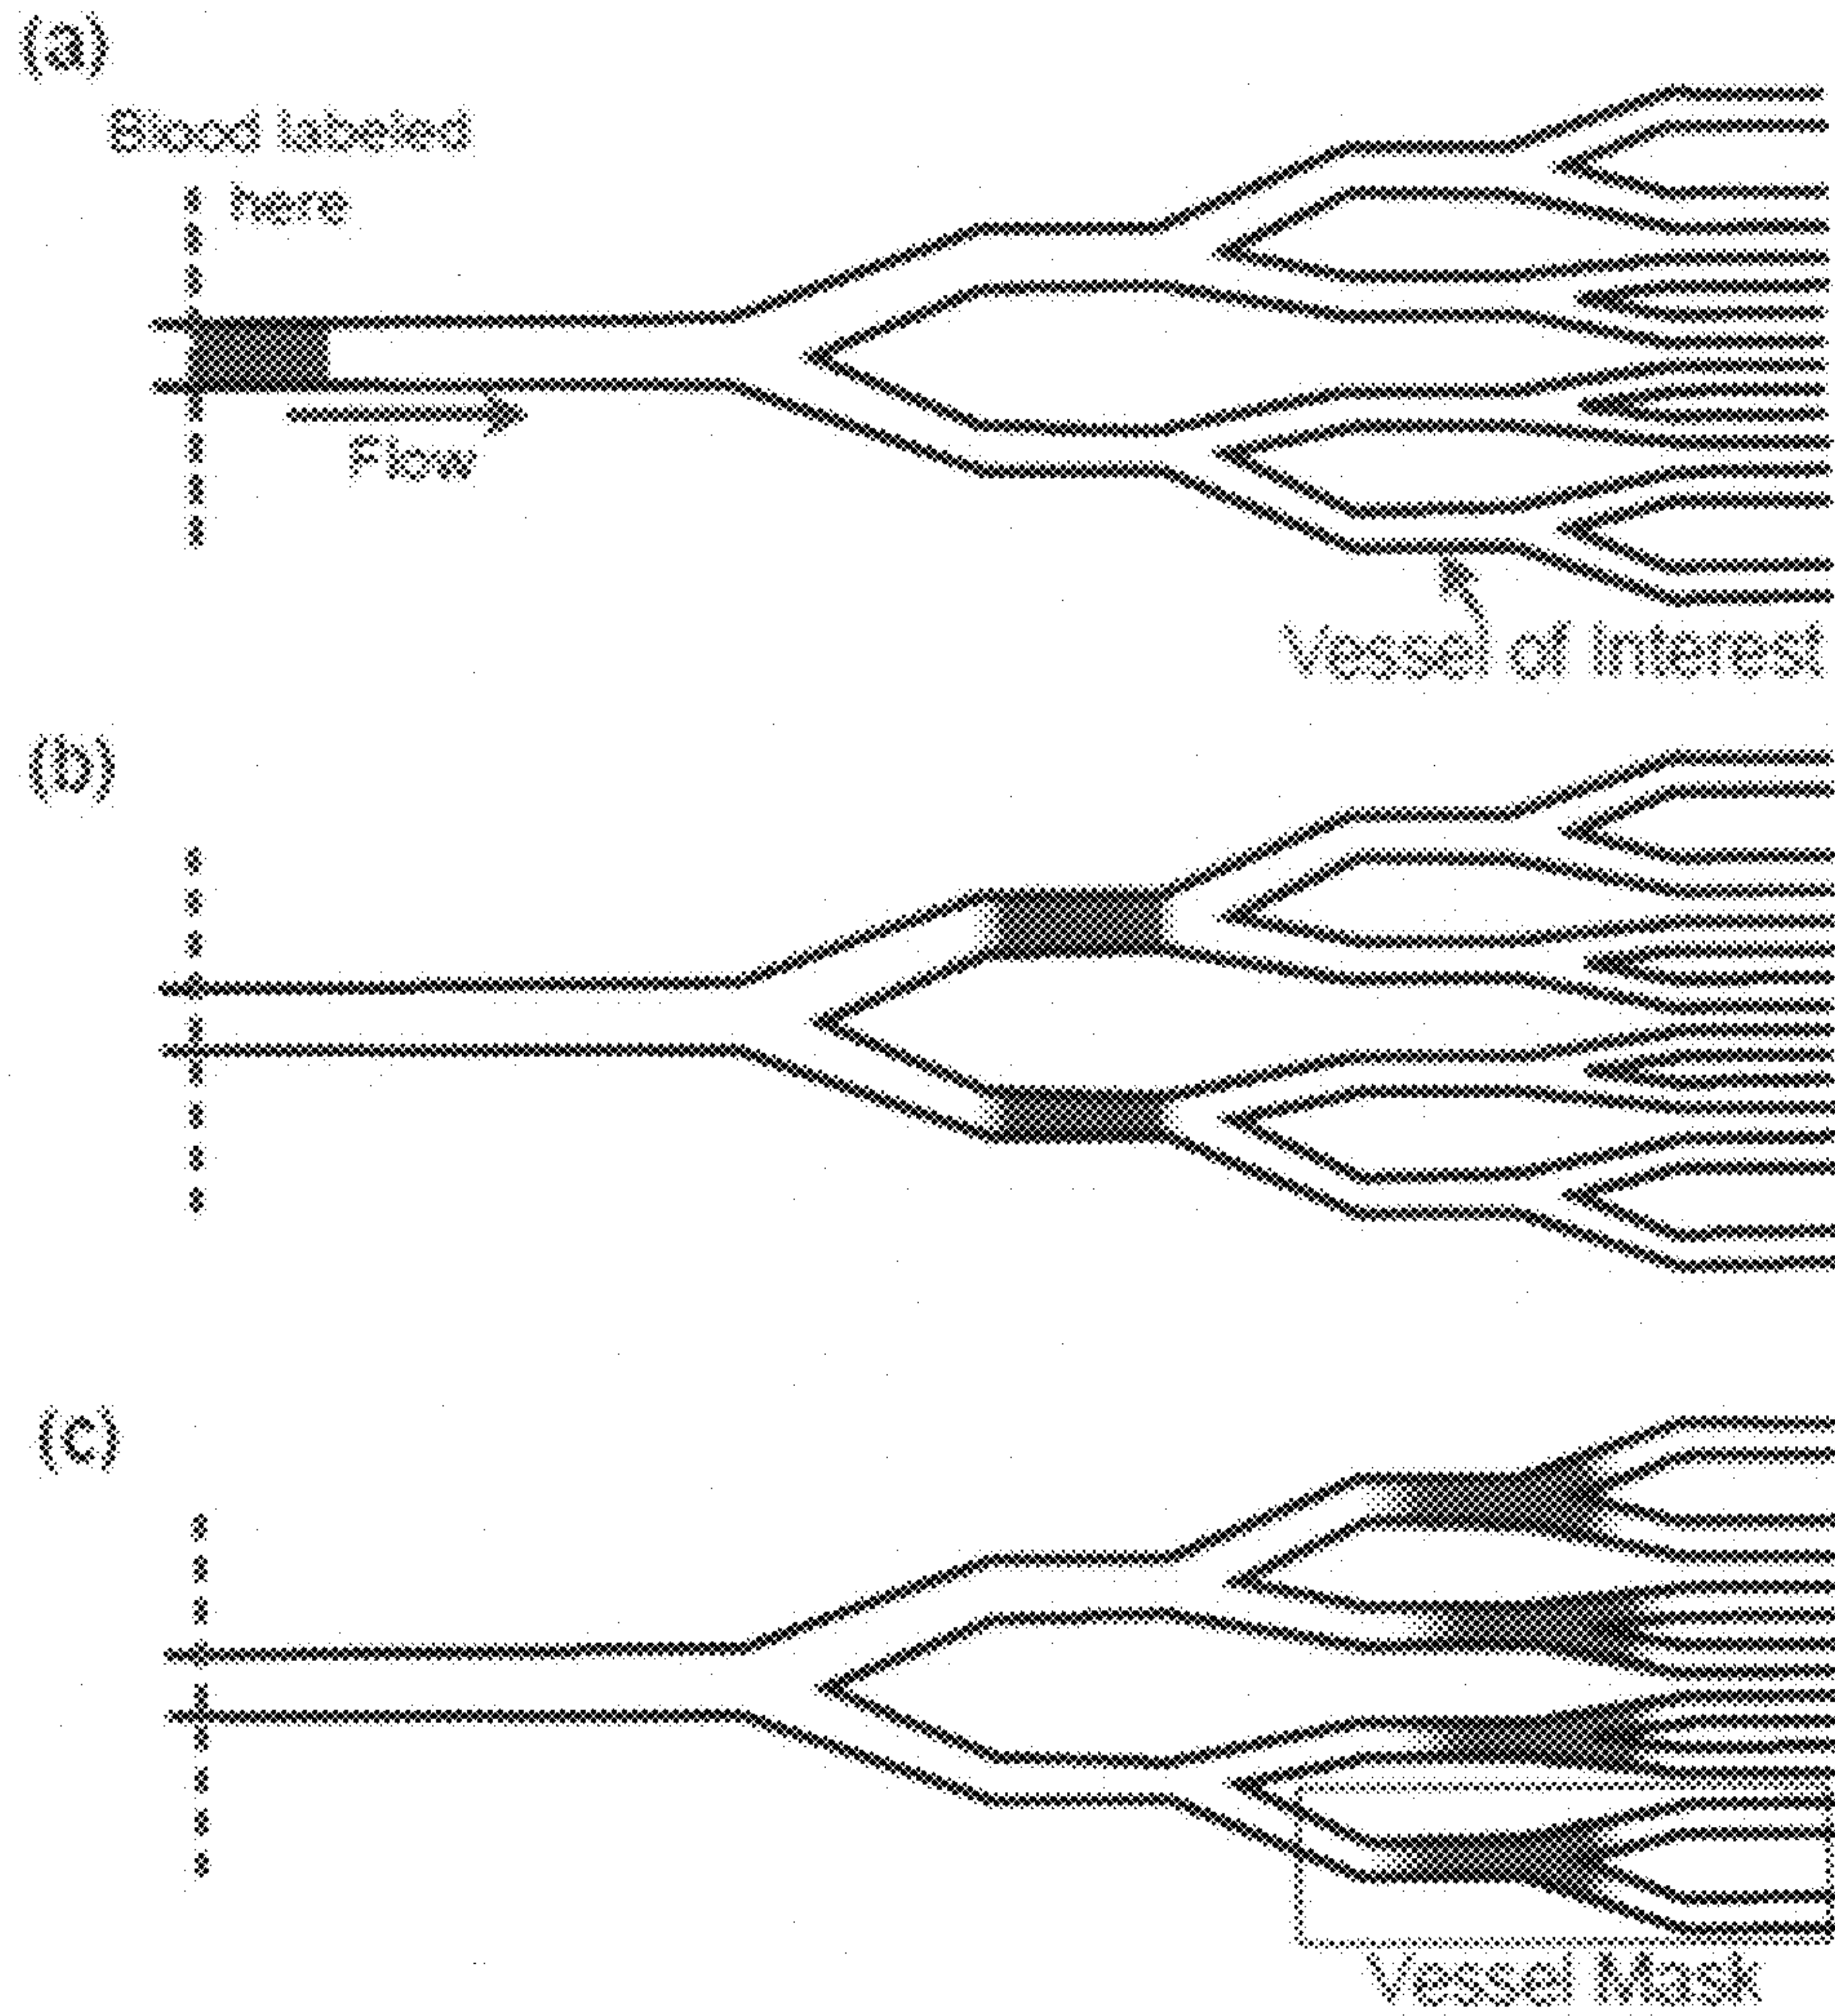 (a)
Blood labeled
here
Flow
Vessel of interest
(b)
(c)
Vessel Mask